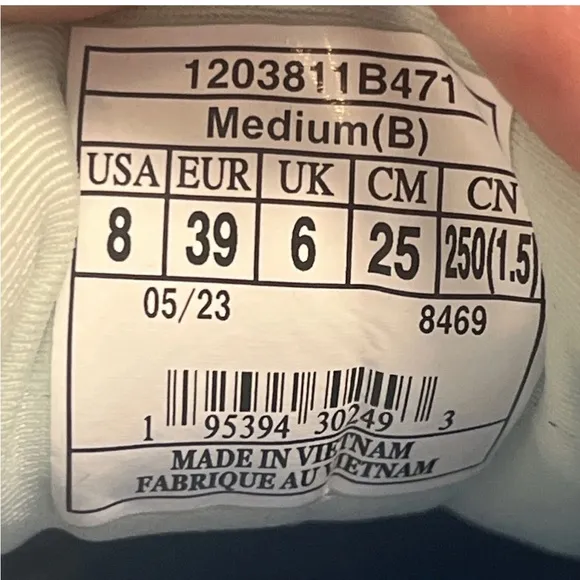 1203811B471
Medium(B)
USA EUR UK CM CN
8 39 6 25 250(1.5)
05/23 8469
1 95394 30249 3
MADE IN VIETNAM
FABRIQUE AU VIETNAM